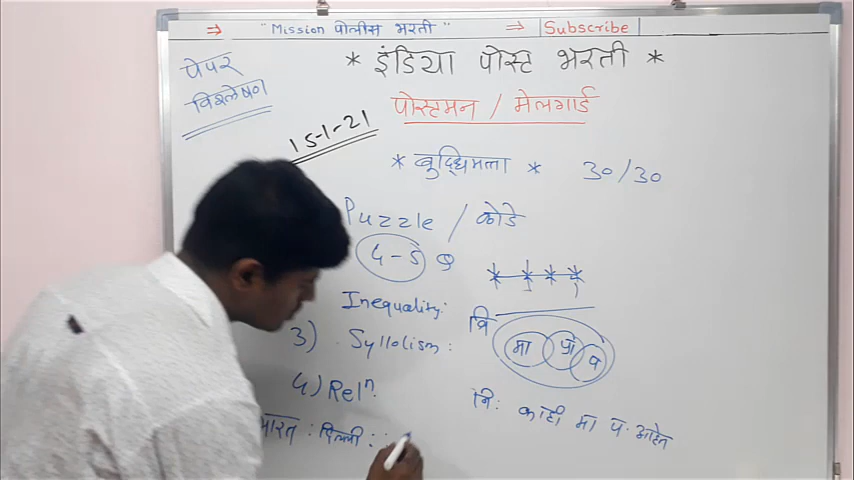 ⇒ "Mission पोलीस भरती" ⇒ Subscribe
पेपर
विश्लेषण
* इंडिया पोस्ट भरती *
पोस्टमन / मेलगार्ड
15-1-21
* बुद्धिमत्ता * 30/30
Puzzle / कोडे
4-5 Q
Inequality:
3) Syllolism:
वि
मा पो प
4) Relⁿ
नि: काही मा प. आहेत
भारत : दिल्ली : :